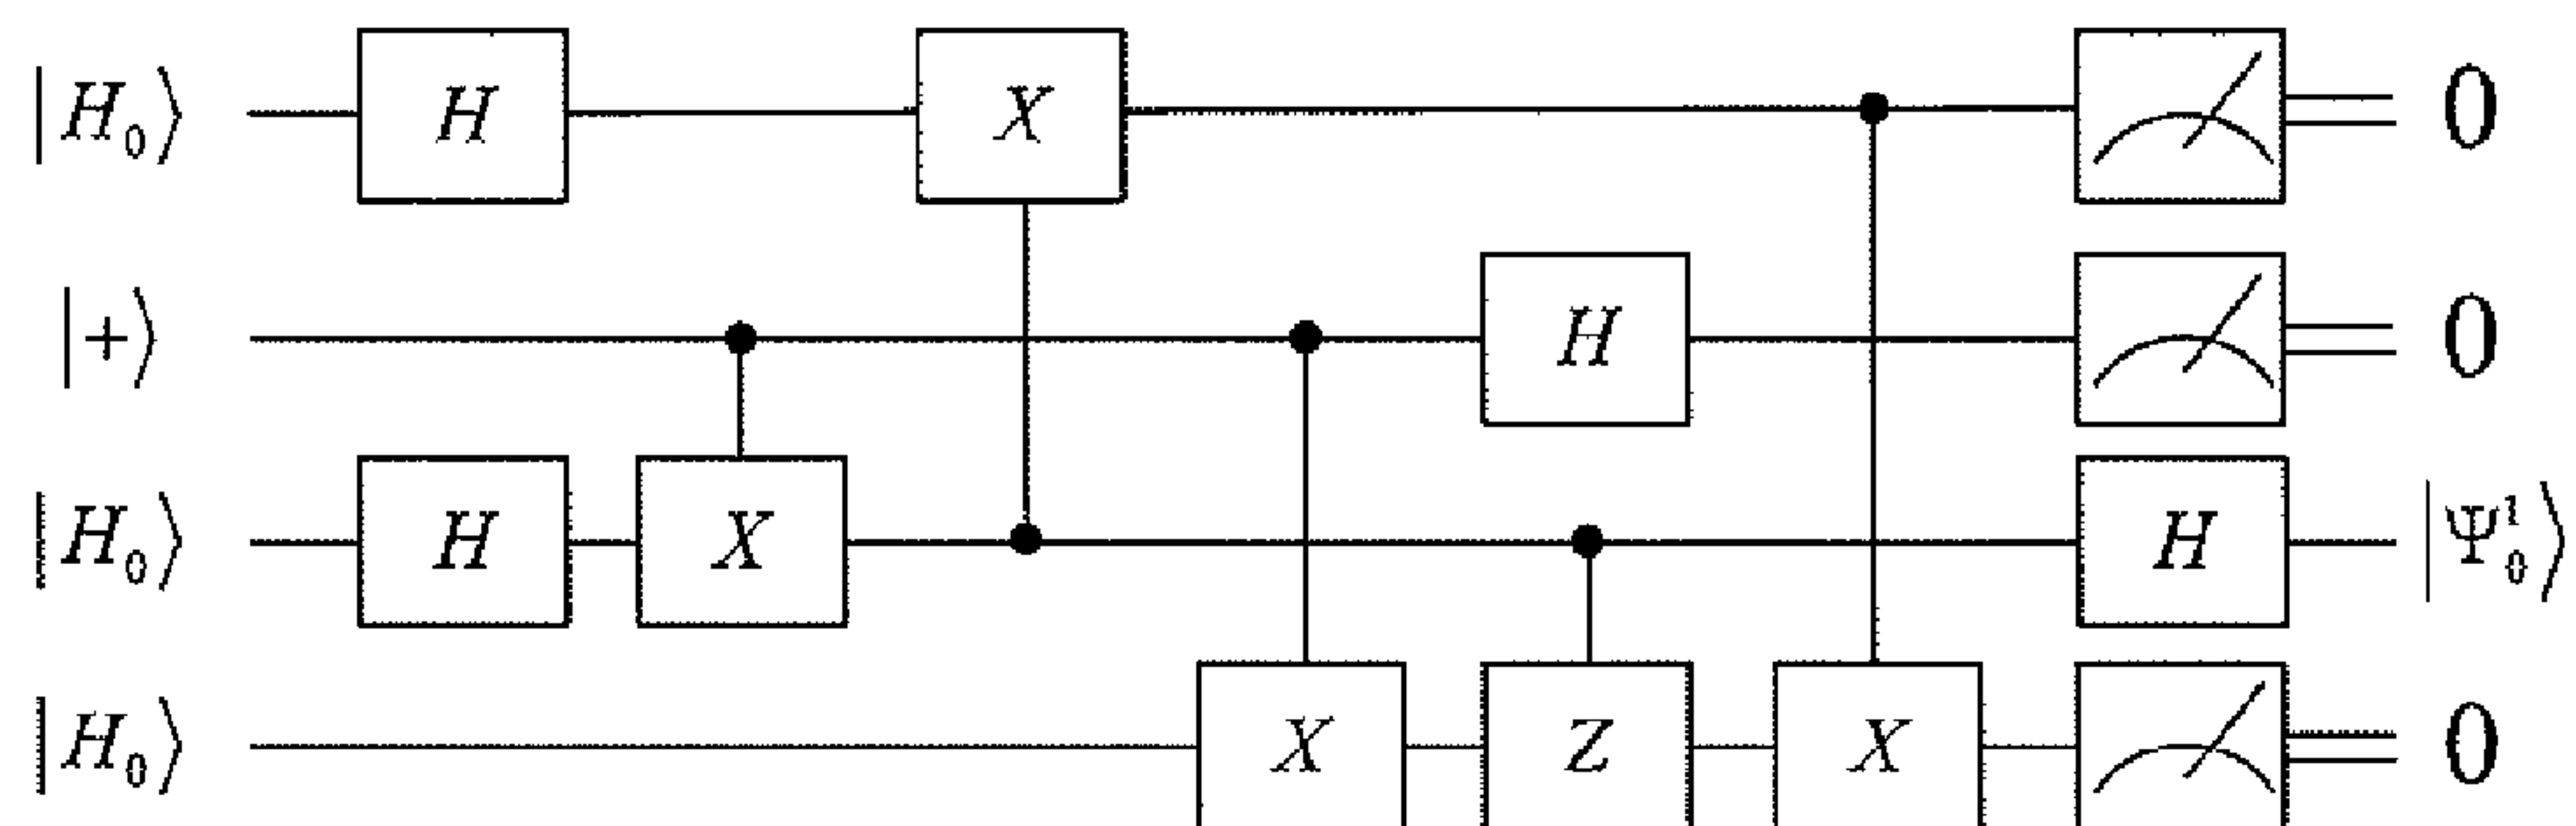 |H₀⟩ H X 0
|+⟩ H 0
|H₀⟩ H X H |Ψ₀¹⟩
|H₀⟩ X Z X 0